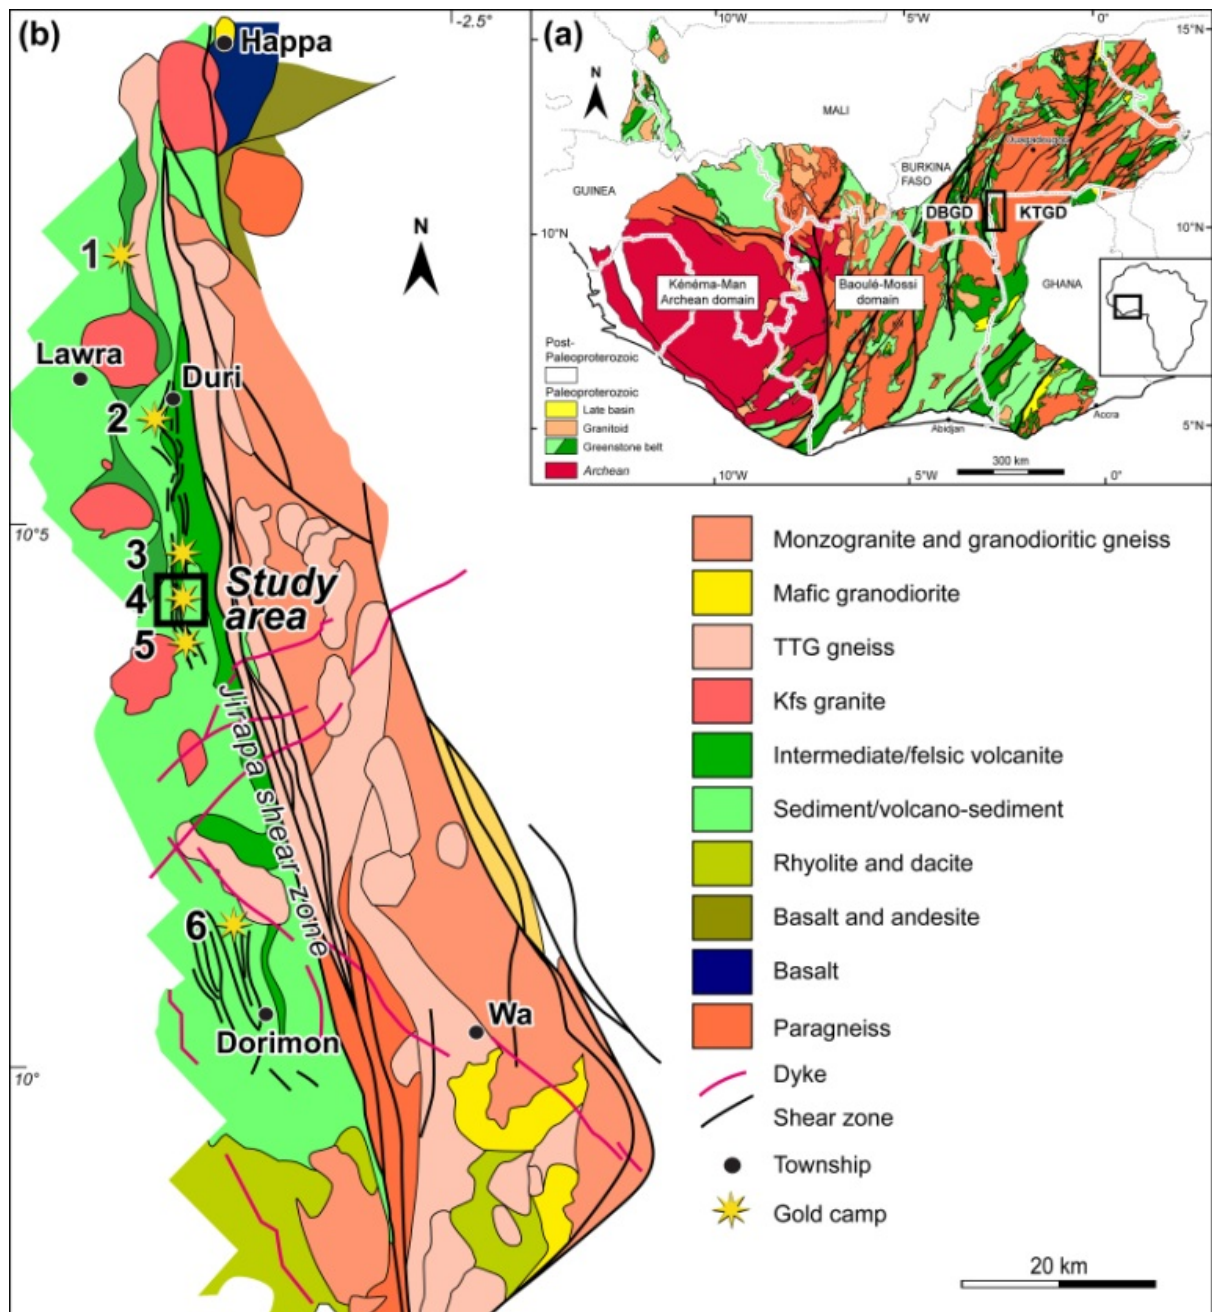 (b)
-2.5°
Happa
1
N
Lawra
Duri
2
10°5
3
4
Study
area
5
Jirapa shear zone
6
Wa
Dorimon
10°
(a)
10°W
5°W
0°
15°N
N
MALI
Ouagadougou
BURKINA
FASO
GUINEA
DBGD
KTGD
10°N
10°N
GHANA
Kénéma-Man
Archean domain
Baoulé-Mossi
domain
Post-
Paleoproterozoic
Paleoproterozoic
Late basin
Granitoid
Greenstone belt
Archean
Abidjan
Accra
5°N
300 km
10°W
5°W
0°
Monzogranite and granodioritic gneiss
Mafic granodiorite
TTG gneiss
Kfs granite
Intermediate/felsic volcanite
Sediment/volcano-sediment
Rhyolite and dacite
Basalt and andesite
Basalt
Paragneiss
Dyke
Shear zone
Township
Gold camp
20 km